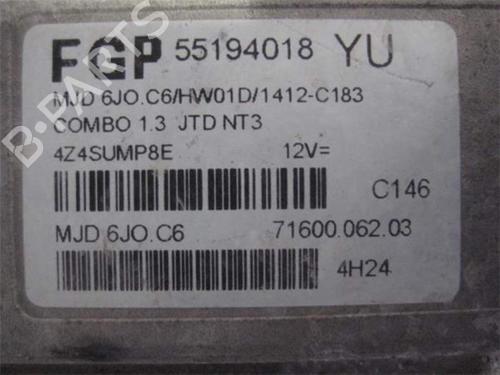 FGP 55194018 YU
MJD 6JO.C6/HW01D/1412-C183
COMBO 1.3 JTD NT3
4Z4SUMP8E 12V=
C146
MJD 6JO.C6 71600.062.03
4H24
B-PARTS